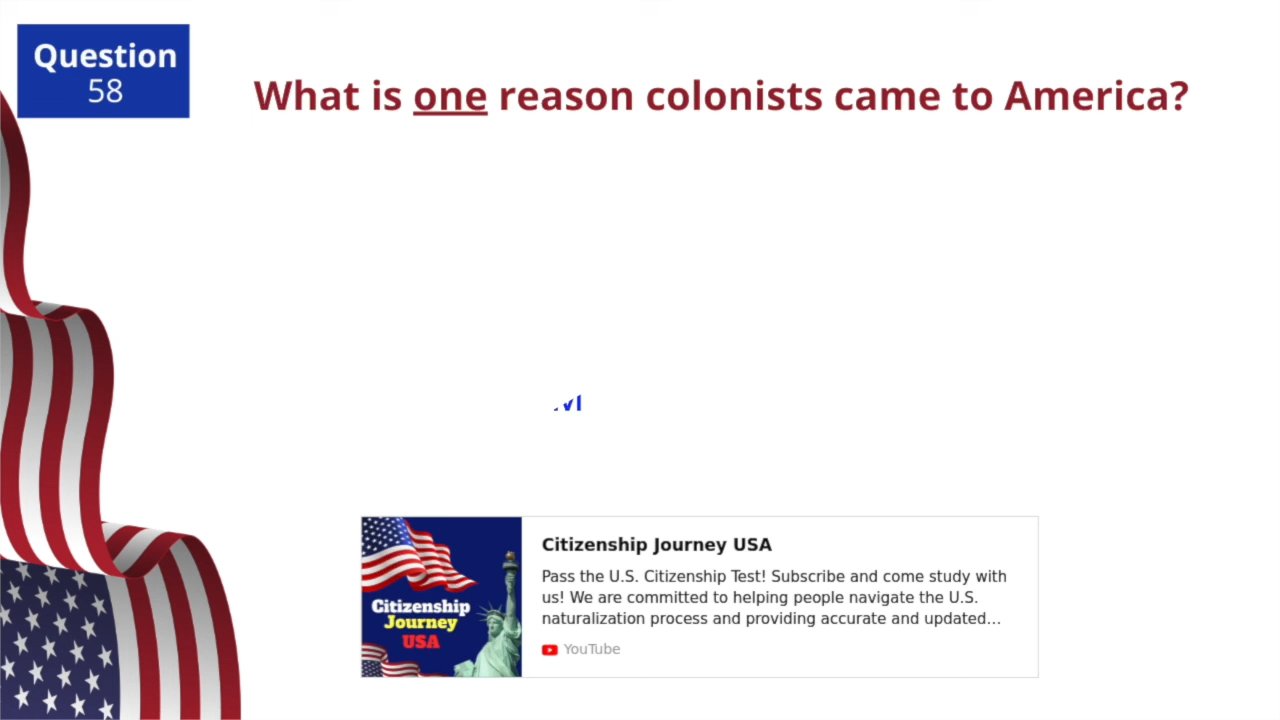 Question
58
What is one reason colonists came to America?
Citizenship Journey USA
Pass the U.S. Citizenship Test! Subscribe and come study with
us! We are committed to helping people navigate the U.S.
naturalization process and providing accurate and updated...
YouTube
Citizenship
Journey
USA